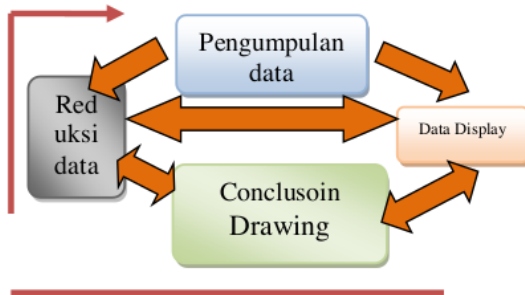 Pengumpulan
data
Red
uksi
data
Data Display
Conclusoin
Drawing